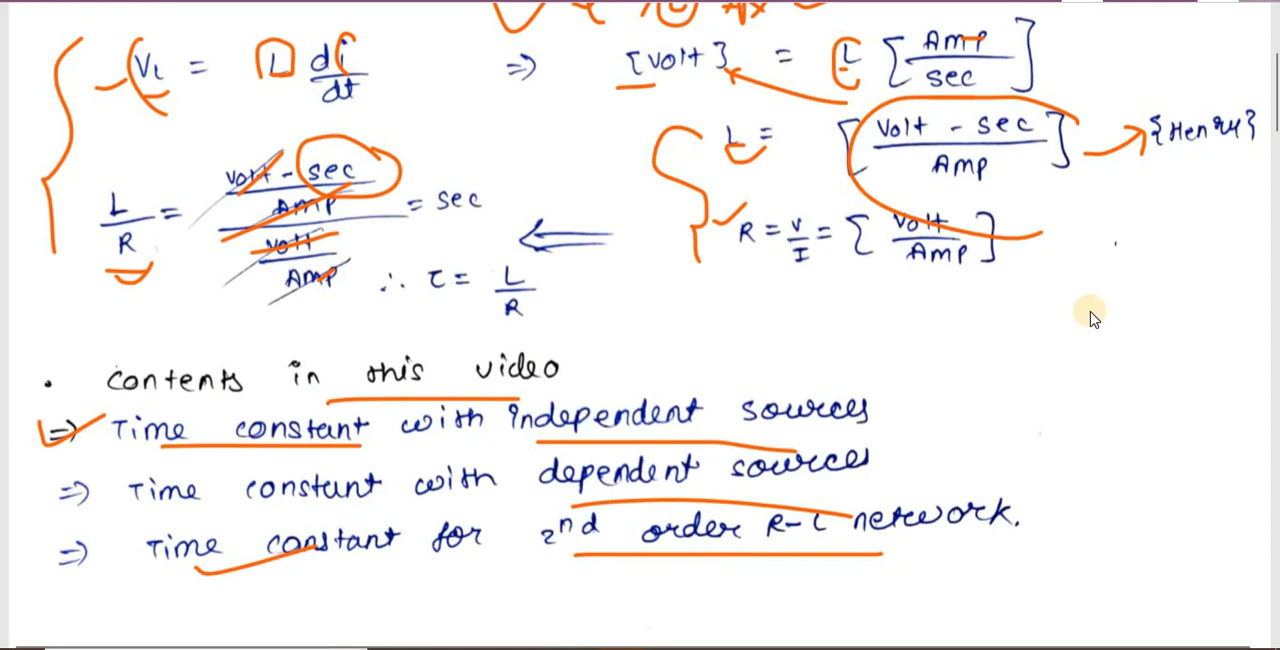 V_L = L di/dt ⇒ [Volt] = L [Amp/sec]
L = [Volt - sec/Amp] → {Henry}
L/R = (Volt - sec/Amp)/(Volt/Amp) = sec
R = V/I = [Volt/Amp]
∴ τ = L/R
• Contents in this video
⇒ Time constant with independent sources
⇒ Time constant with dependent sources
⇒ Time constant for 2nd order R-L network.